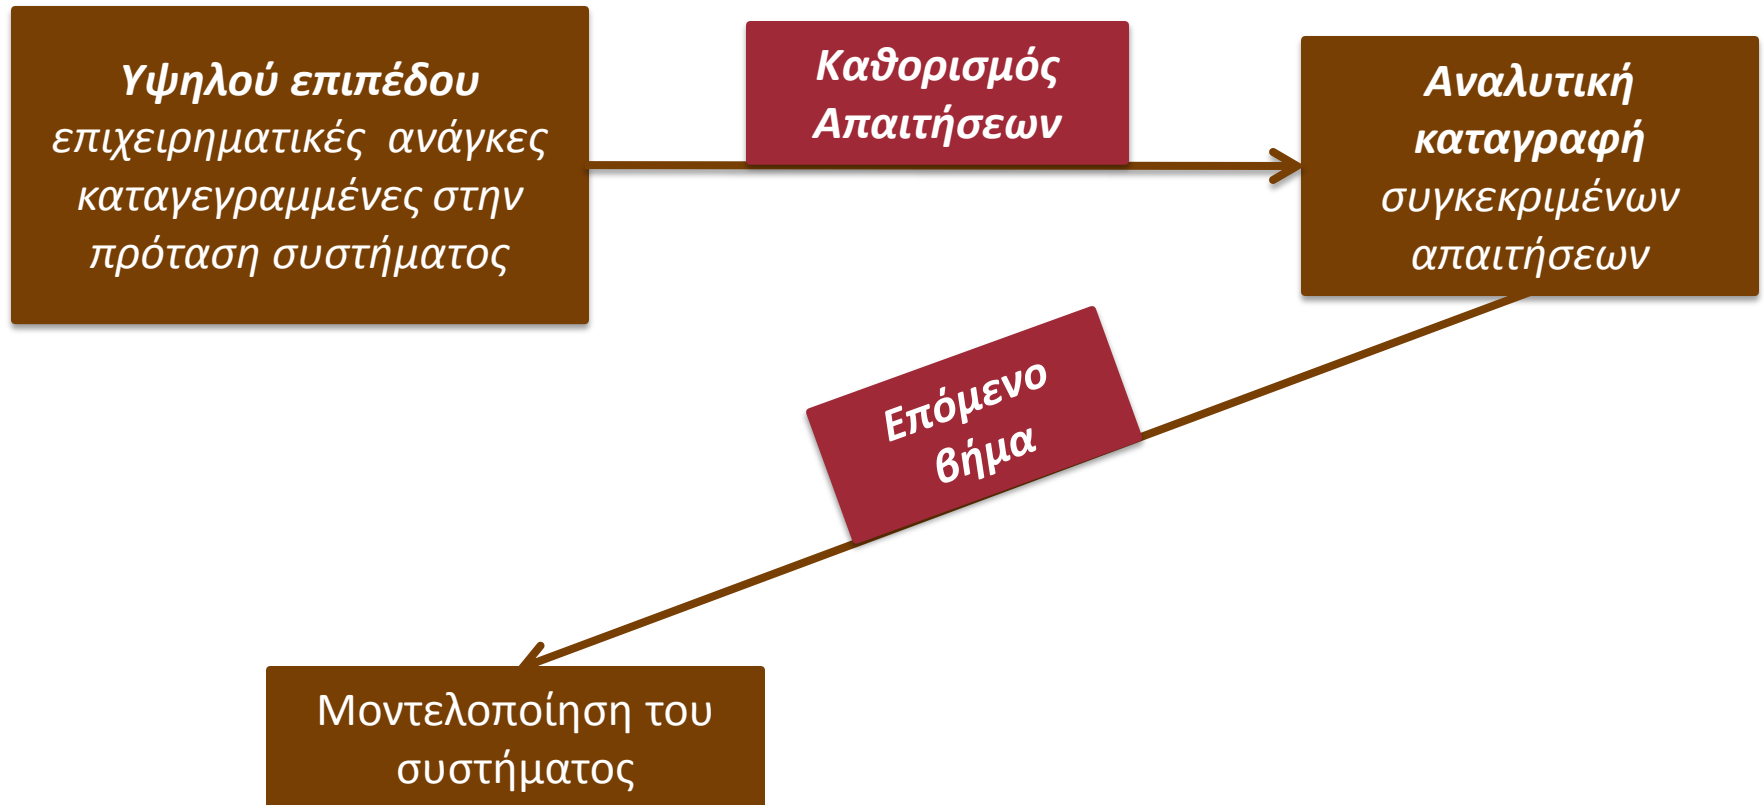 Υψηλού επιπέδου
επιχειρηματικές ανάγκες
καταγεγραμμένες στην
πρόταση συστήματος
Καθορισμός
Απαιτήσεων
Αναλυτική
καταγραφή
συγκεκριμένων
απαιτήσεων
Επόμενο
βήμα
Μοντελοποίηση του
συστήματος